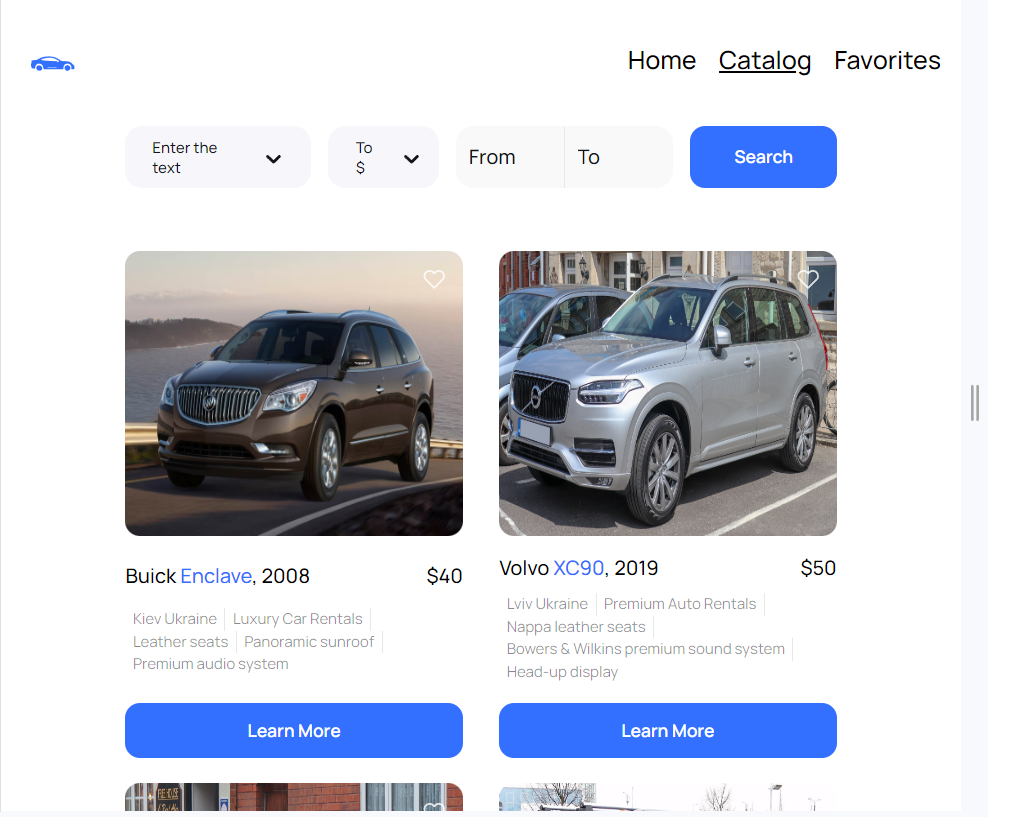 Home Catalog Favorites
Enter the
text
To
$
From To
Search
Buick Enclave, 2008 $40
Kiev Ukraine Luxury Car Rentals
Leather seats Panoramic sunroof
Premium audio system
Learn More
Volvo XC90, 2019 $50
Lviv Ukraine Premium Auto Rentals
Nappa leather seats
Bowers & Wilkins premium sound system
Head-up display
Learn More